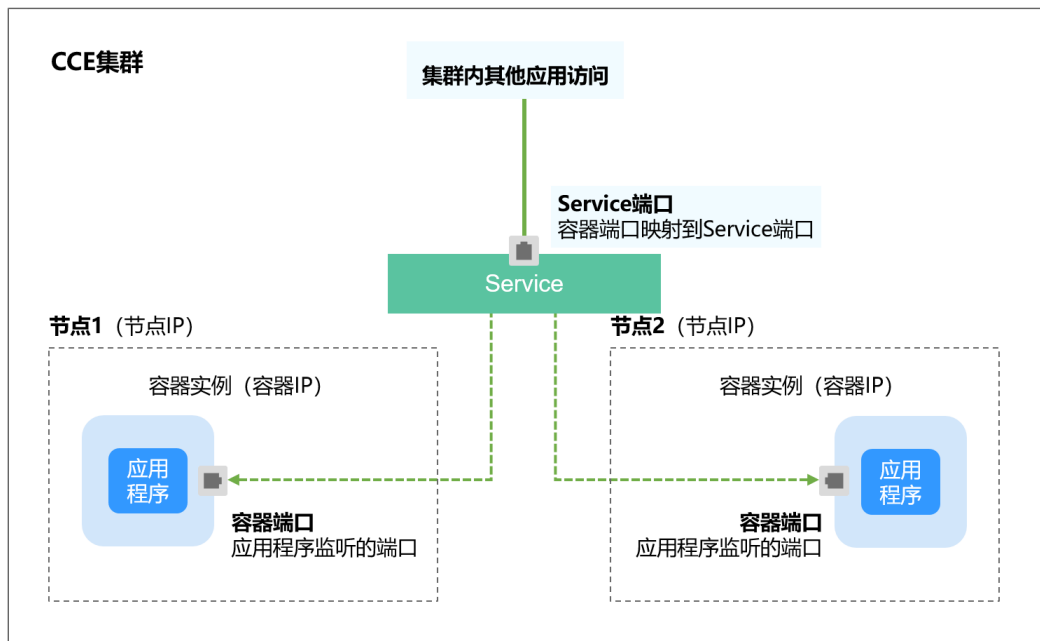 CCE集群
集群内其他应用访问
Service端口
容器端口映射到Service端口
Service
节点1（节点IP）
容器实例（容器IP）
应用
程序
容器端口
应用程序监听的端口
节点2（节点IP）
容器实例（容器IP）
应用
程序
容器端口
应用程序监听的端口